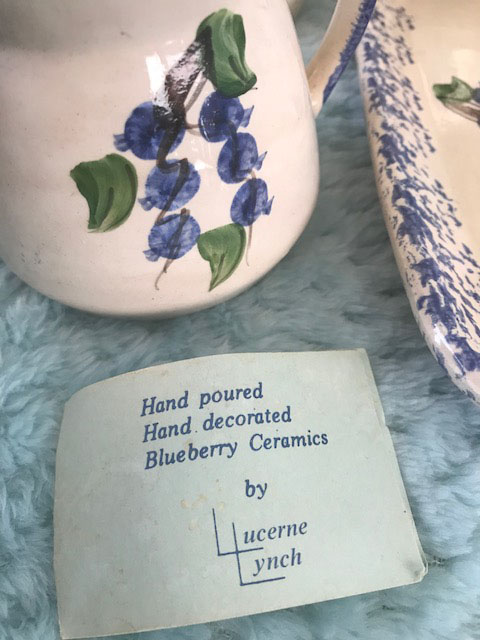 Hand poured
Hand decorated
Blueberry Ceramics
by
Lucerne
Lynch